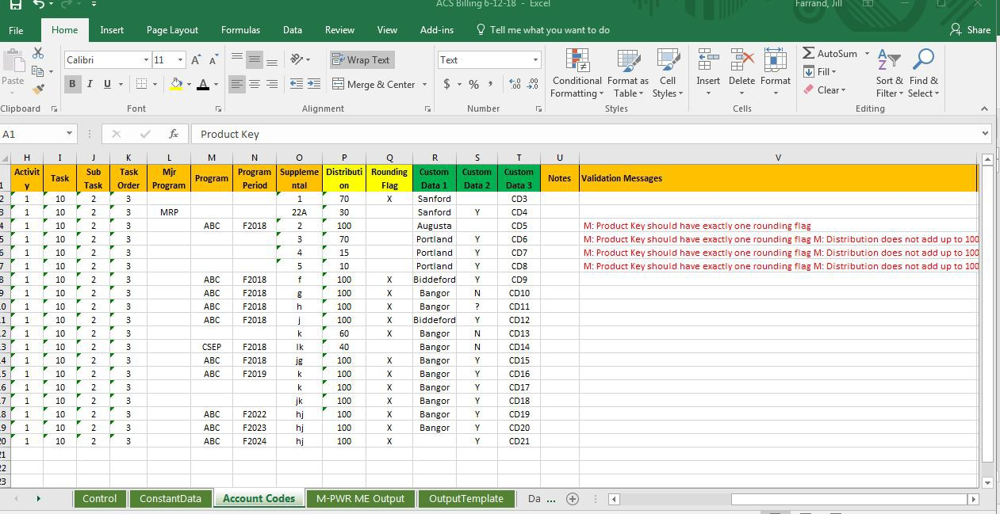 ACS Billing 6-12-18 - Excel
Farrand, Jill
File Home Insert Page Layout Formulas Data Review View Add-ins Tell me what you want to do Share
Paste
Calibri 11
B I U
Wrap Text
Merge & Center
Text
$ % ,
Conditional Formatting
Format as Table
Cell Styles
Insert Delete Format
AutoSum
Fill
Clear
Sort & Filter
Find & Select
Clipboard Font Alignment Number Styles Cells Editing
A1 fx Product Key
H I J K L M N O P Q R S T U V
1 Activity Task Sub Task Task Order Mjr Program Program Program Period Supplemental Distribution Rounding Flag Custom Data 1 Custom Data 2 Custom Data 3 Notes Validation Messages
2 1 10 2 3 1 70 X Sanford CD3
3 1 10 2 3 MRP 22A 30 Sanford Y CD4
4 1 10 2 3 ABC F2018 2 100 Augusta CD5 M: Product Key should have exactly one rounding flag
5 1 10 2 3 3 70 Portland Y CD6 M: Product Key should have exactly one rounding flag M: Distribution does not add up to 100
6 1 10 2 3 4 15 Portland Y CD7 M: Product Key should have exactly one rounding flag M: Distribution does not add up to 100
7 1 10 2 3 5 10 Portland Y CD8 M: Product Key should have exactly one rounding flag M: Distribution does not add up to 100
8 1 10 2 3 ABC F2018 f 100 X Biddeford Y CD9
9 1 10 2 3 ABC F2018 g 100 X Bangor N CD10
0 1 10 2 3 ABC F2018 h 100 X Bangor ? CD11
1 1 10 2 3 ABC F2018 j 100 X Biddeford Y CD12
2 1 10 2 3 k 60 X Bangor N CD13
3 1 10 2 3 CSEP F2018 lk 40 Bangor N CD14
4 1 10 2 3 ABC F2018 jg 100 X Bangor Y CD15
5 1 10 2 3 ABC F2019 k 100 X Bangor Y CD16
6 1 10 2 3 k 100 X Bangor Y CD17
7 1 10 2 3 jk 100 X Bangor Y CD18
8 1 10 2 3 ABC F2022 hj 100 X Bangor Y CD19
9 1 10 2 3 ABC F2023 hj 100 X Bangor Y CD20
20 1 10 2 3 ABC F2024 hj 100 X Y CD21
21
22
23
Control ConstantData Account Codes M-PWR ME Output OutputTemplate Da ...